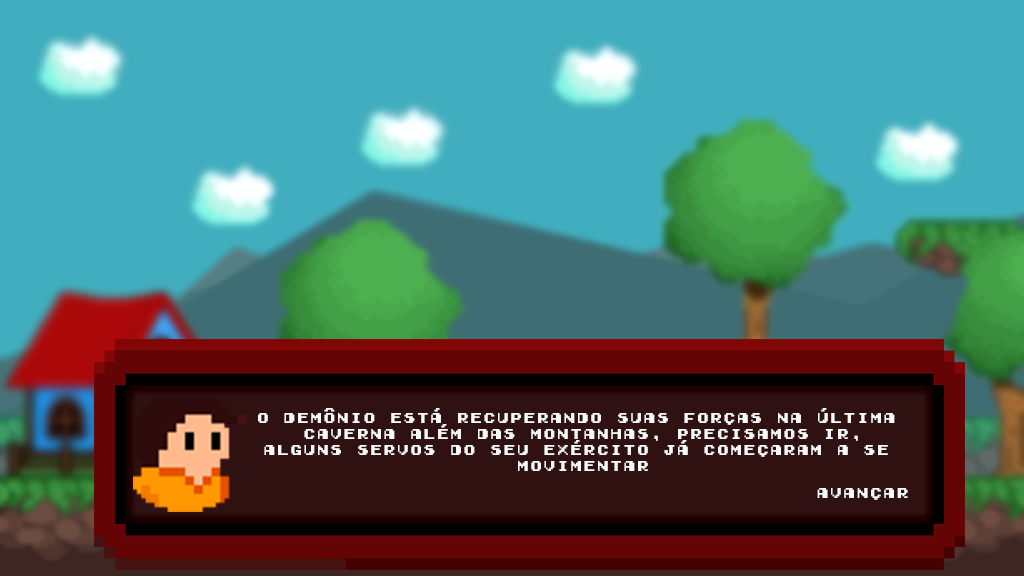 O DEMÔNIO ESTÁ RECUPERANDO SUAS FORÇAS NA ÚLTIMA
CAVERNA ALÉM DAS MONTANHAS, PRECISAMOS IR,
ALGUNS SERVOS DO SEU EXÉRCITO JÁ COMEÇARAM A SE
MOVIMENTAR
AVANÇAR